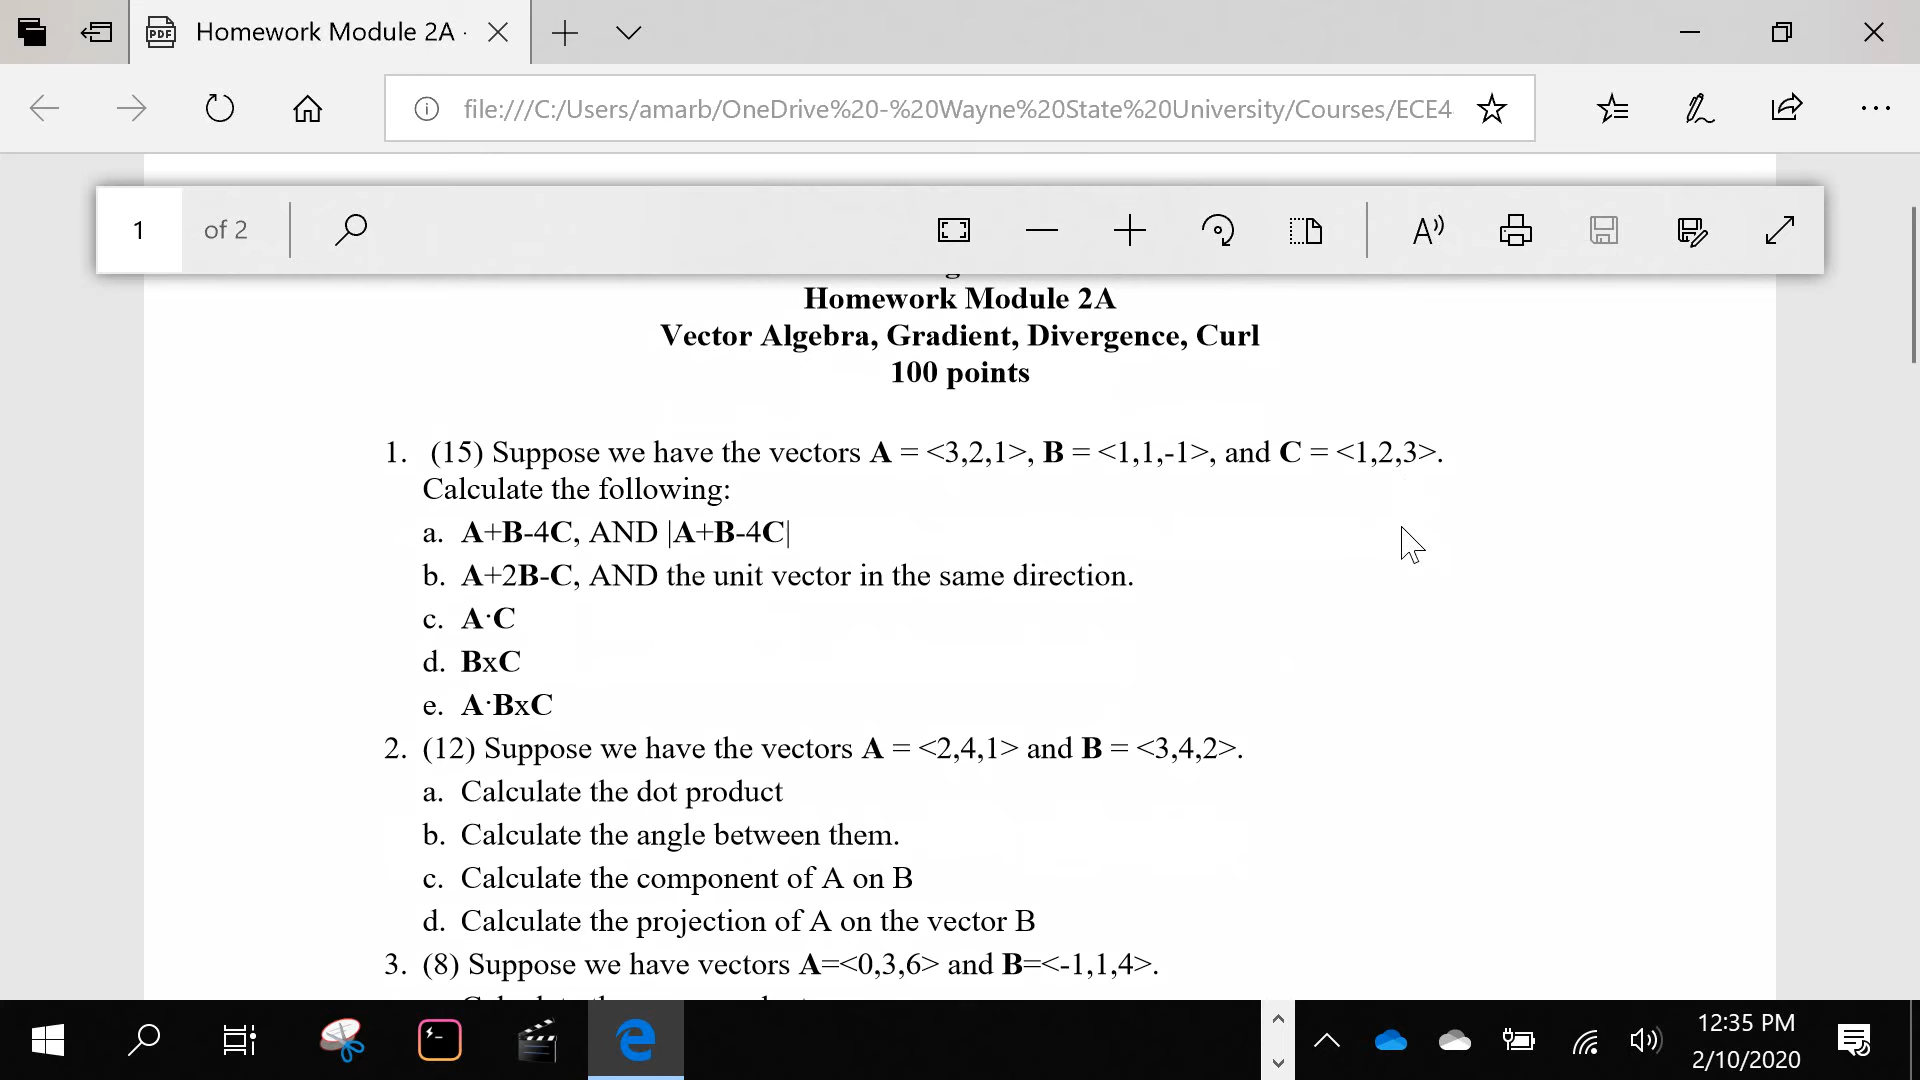 Homework Module 2A
file:///C:/Users/amarb/OneDrive%20-%20Wayne%20State%20University/Courses/ECE4
1 of 2
Homework Module 2A
Vector Algebra, Gradient, Divergence, Curl
100 points
1. (15) Suppose we have the vectors A = <3,2,1>, B = <1,1,-1>, and C = <1,2,3>.
Calculate the following:
a. A+B-4C, AND |A+B-4C|
b. A+2B-C, AND the unit vector in the same direction.
c. A·C
d. BxC
e. A·BxC
2. (12) Suppose we have the vectors A = <2,4,1> and B = <3,4,2>.
a. Calculate the dot product
b. Calculate the angle between them.
c. Calculate the component of A on B
d. Calculate the projection of A on the vector B
3. (8) Suppose we have vectors A=<0,3,6> and B=<-1,1,4>.
12:35 PM
2/10/2020